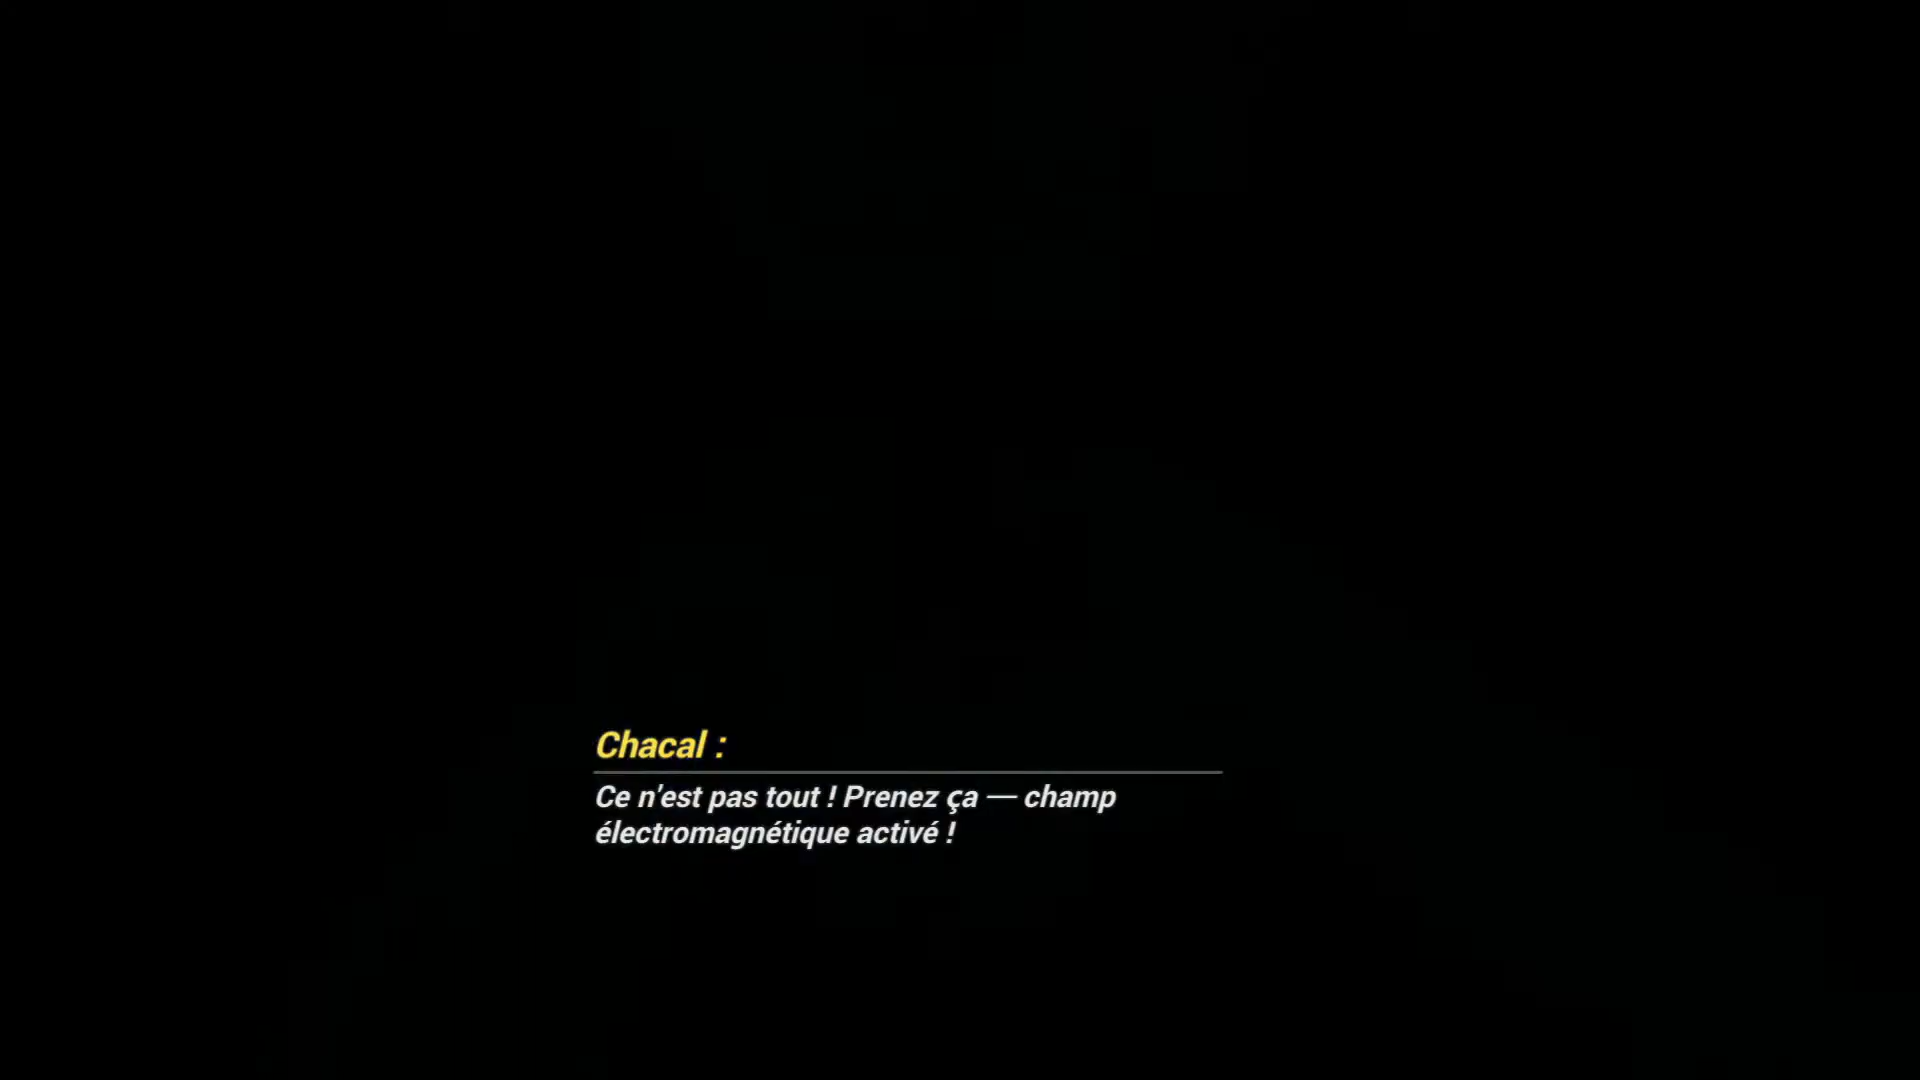 Chacal :
Ce n'est pas tout ! Prenez ça — champ
électromagnétique activé !